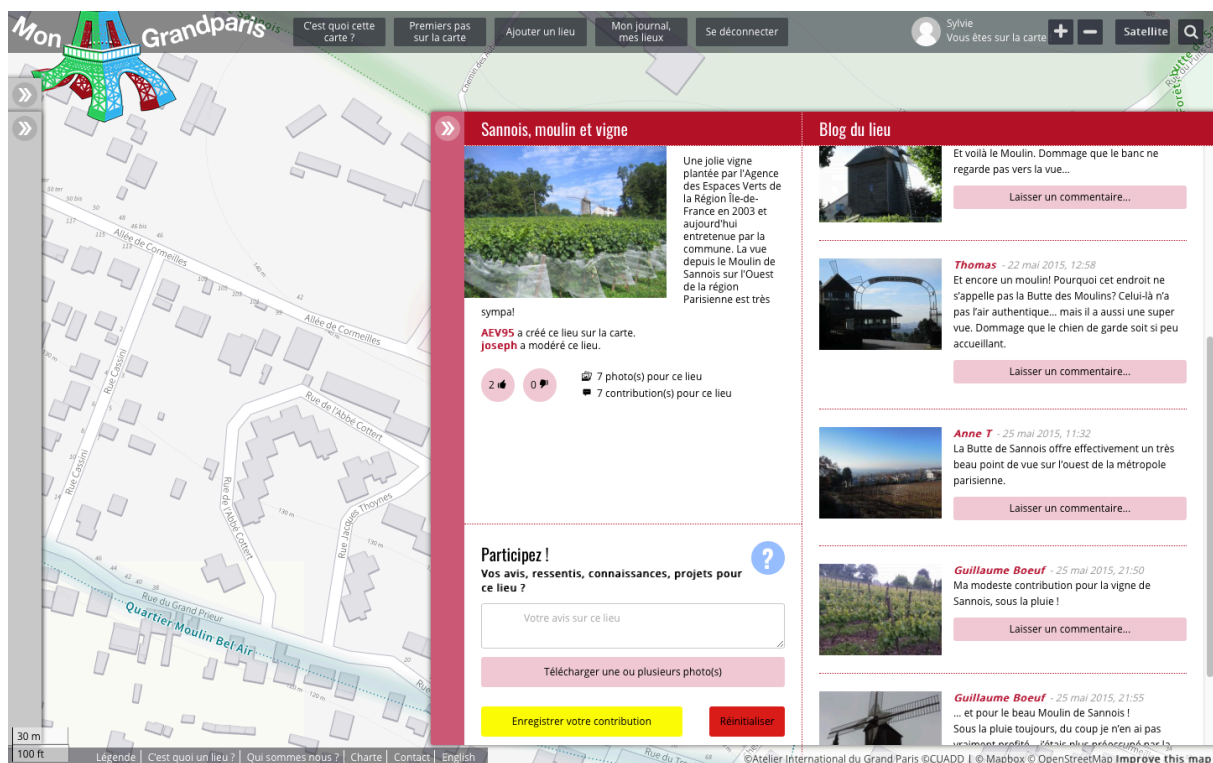 Mon Grandparis
C'est quoi cette
carte ?
Premiers pas
sur la carte
Ajouter un lieu
Mon journal,
mes lieux
Se déconnecter
Sylvie
Vous êtes sur la carte
Satellite
Sannois, moulin et vigne
Une jolie vigne
plantée par l'Agence
des Espaces Verts de
la Région Île-de-
France en 2003 et
aujourd'hui
entretenue par la
commune. La vue
depuis le Moulin de
Sannois sur l'Ouest
de la région
Parisienne est très
sympa!
AEV95 a créé ce lieu sur la carte.
joseph a modéré ce lieu.
2
0
7 photo(s) pour ce lieu
7 contribution(s) pour ce lieu
Participez !
?
Vos avis, ressentis, connaissances, projets pour
ce lieu ?
Votre avis sur ce lieu
Télécharger une ou plusieurs photo(s)
Enregistrer votre contribution
Réinitialiser
Blog du lieu
Et voilà le Moulin. Dommage que le banc ne
regarde pas vers la vue...
Laisser un commentaire...
Thomas - 22 mai 2015, 12:58
Et encore un moulin! Pourquoi cet endroit ne
s'appelle pas la Butte des Moulins? Celui-là n'a
pas l'air authentique... mais il a aussi une super
vue. Dommage que le chien de garde soit si peu
accueillant.
Laisser un commentaire...
Anne T - 25 mai 2015, 11:32
La Butte de Sannois offre effectivement un très
beau point de vue sur l'ouest de la métropole
parisienne.
Laisser un commentaire...
Guillaume Boeuf - 25 mai 2015, 21:50
Ma modeste contribution pour la vigne de
Sannois, sous la pluie !
Laisser un commentaire...
Guillaume Boeuf - 25 mai 2015, 21:55
... et pour le beau Moulin de Sannois !
Sous la pluie toujours, du coup je n'en ai pas
Allée de Cormeilles
Allée de Cormeilles
Rue Cassini
Rue Cassini
Rue de l'Abbé Cottert
Rue de l'Abbé Cottert
Rue du Grand Prieur
Quartier Moulin Bel Air
30 m
100 ft
Légende | C'est quoi un lieu ? | Qui sommes nous ? | Charte | Contact | English
©Atelier International du Grand Paris ©CUADD | © Mapbox © OpenStreetMap Improve this map